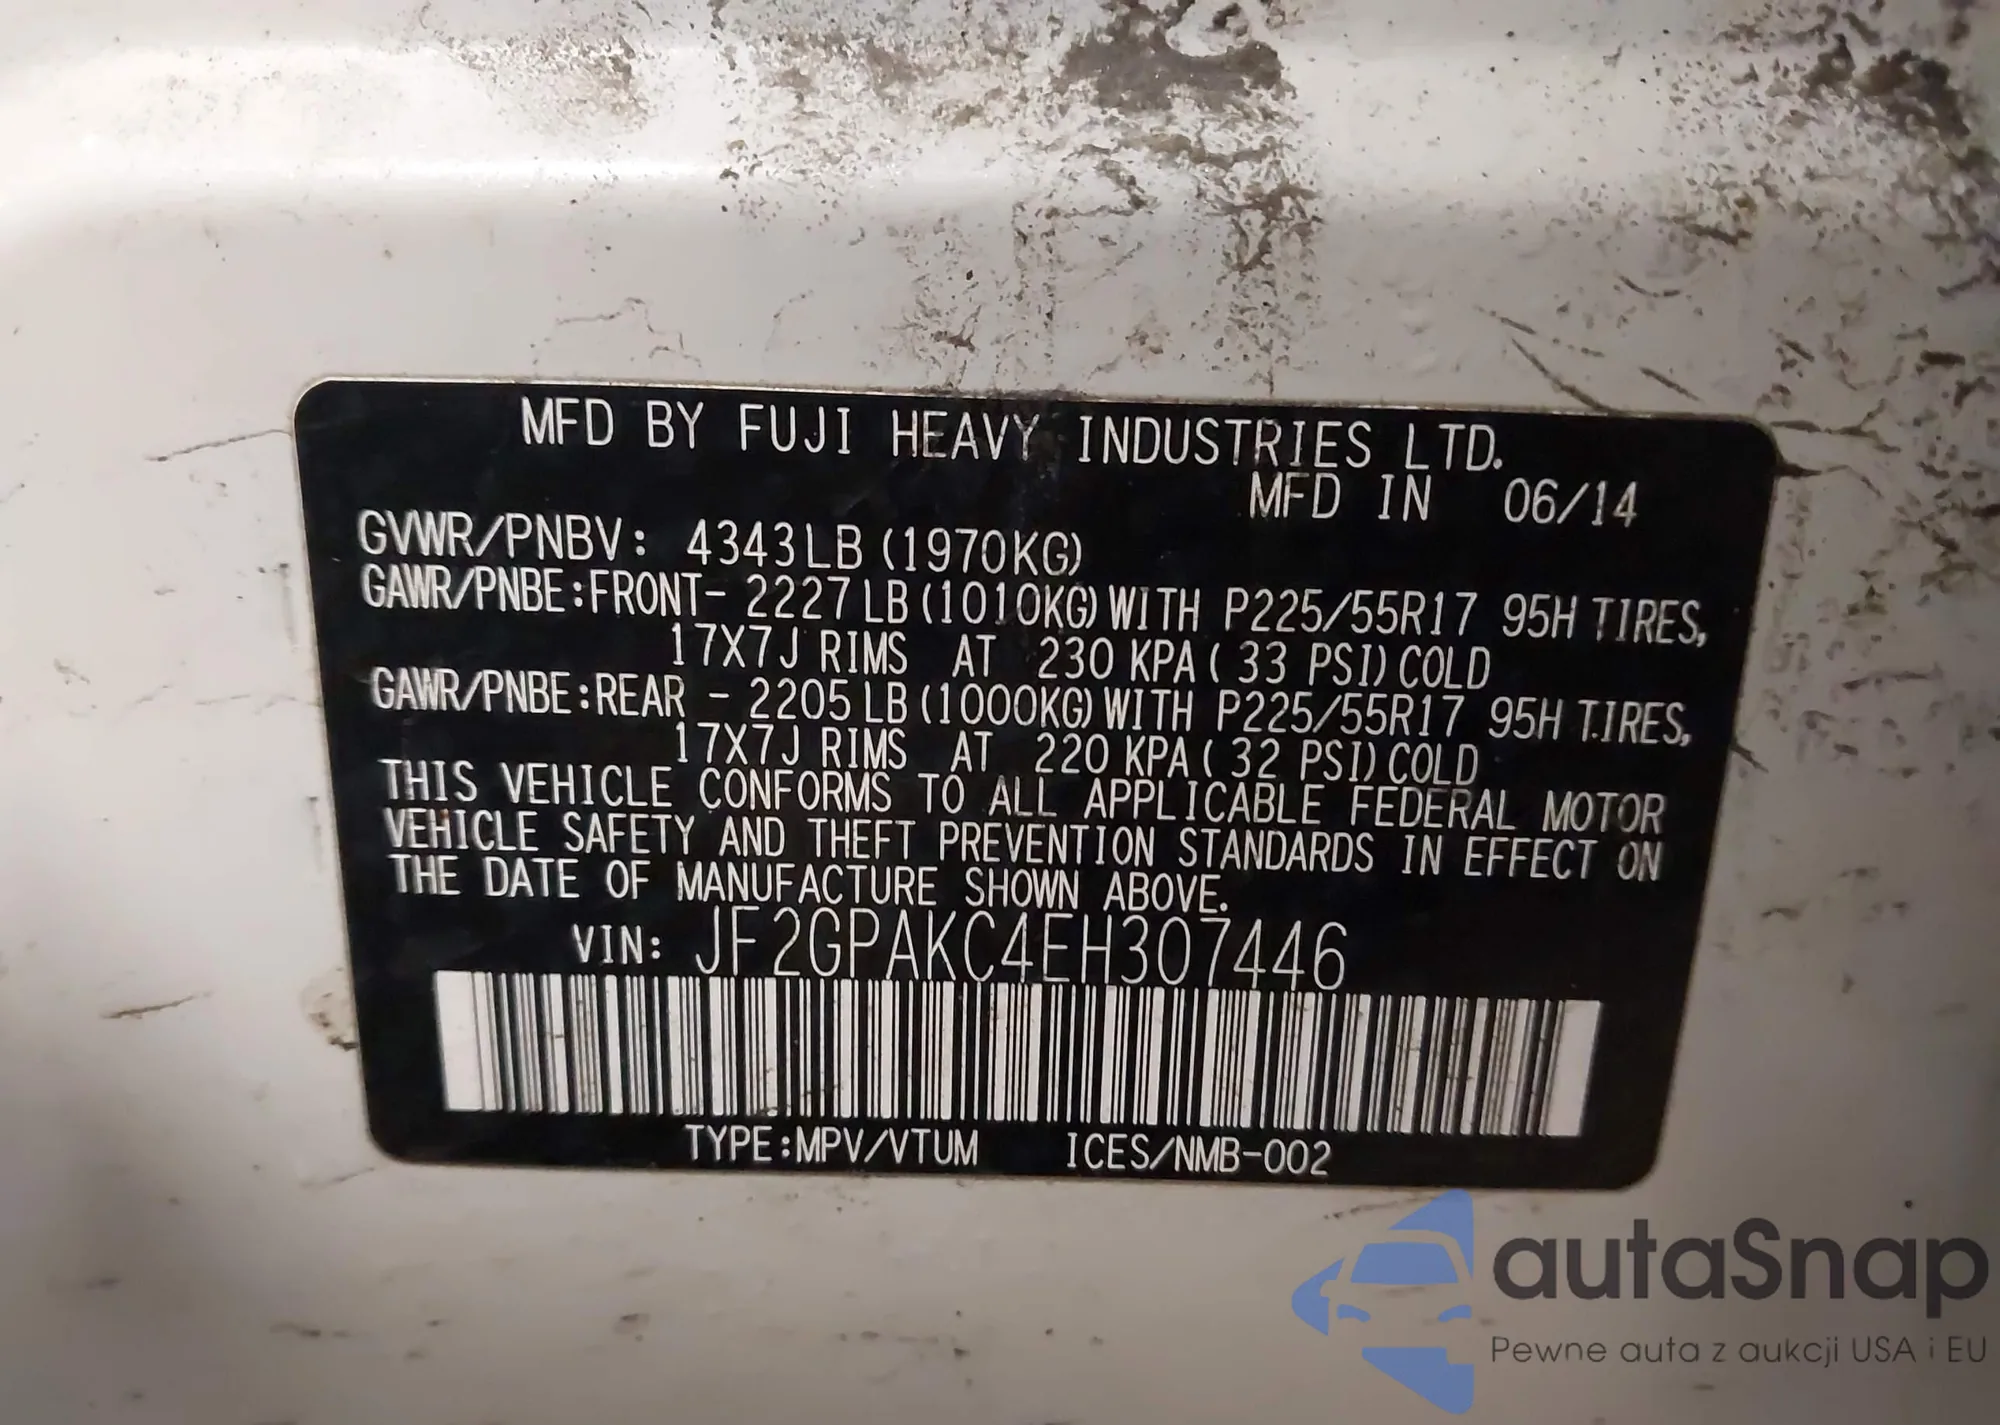 MFD BY FUJI HEAVY INDUSTRIES LTD.
MFD IN 06/14
GVWR/PNBV: 4343LB (1970KG)
GAWR/PNBE:FRONT- 2227LB(1010KG)WITH P225/55R17 95H TIRES,
17X7J RIMS AT 230 KPA( 33 PSI)COLD
GAWR/PNBE:REAR - 2205LB(1000KG)WITH P225/55R17 95H TIRES,
17X7J RIMS AT 220 KPA( 32 PSI)COLD
THIS VEHICLE CONFORMS TO ALL APPLICABLE FEDERAL MOTOR
VEHICLE SAFETY AND THEFT PREVENTION STANDARDS IN EFFECT ON
THE DATE OF MANUFACTURE SHOWN ABOVE.
VIN: JF2GPAKC4EH307446
TYPE:MPV/VTUM ICES/NMB-002
autaSnap
Pewne auta z aukcji USA i EU